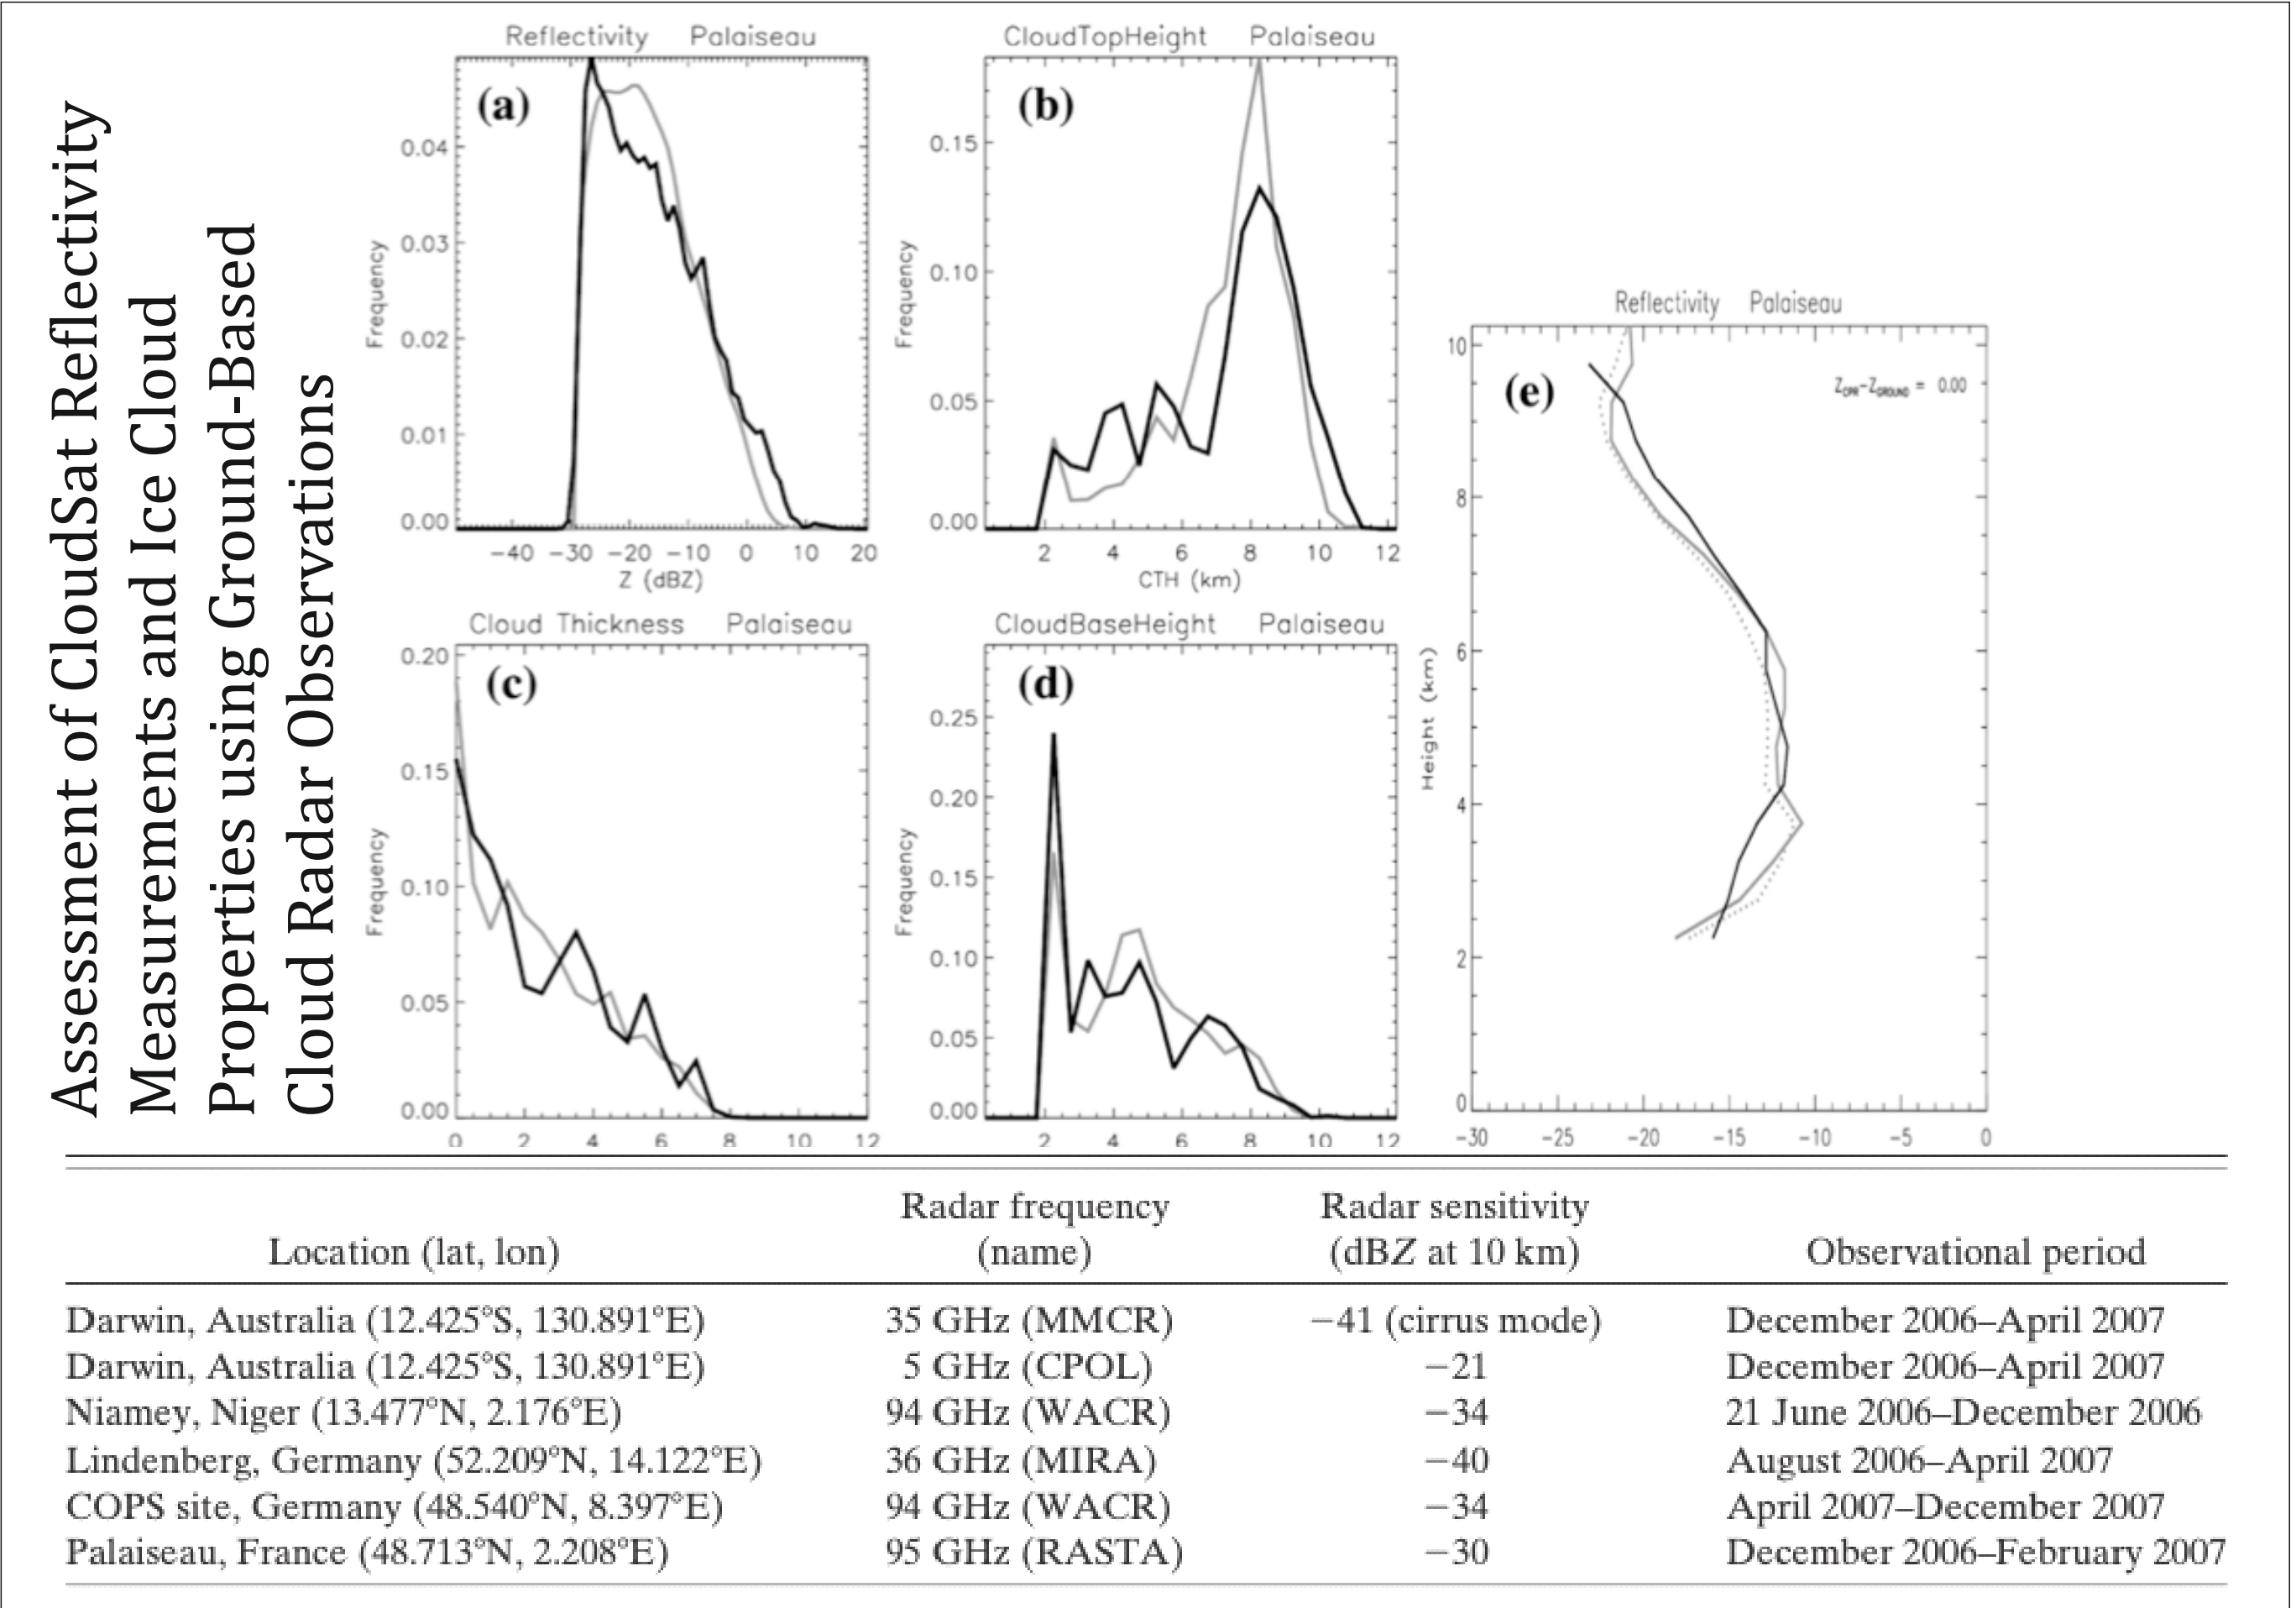 Assessment of CloudSat Reflectivity
Measurements and Ice Cloud
Properties using Ground-Based
Cloud Radar Observations
Reflectivity Palaiseau
(a)
Frequency
0.04
0.03
0.02
0.01
0.00
−40 −30 −20 −10 0 10 20
Z (dBZ)
CloudTopHeight Palaiseau
(b)
Frequency
0.15
0.10
0.05
0.00
2 4 6 8 10 12
CTH (km)
Cloud Thickness Palaiseau
(c)
Frequency
0.20
0.15
0.10
0.05
0.00
0 2 4 6 8 10 12
CloudBaseHeight Palaiseau
(d)
Frequency
0.25
0.20
0.15
0.10
0.05
0.00
2 4 6 8 10 12
Reflectivity Palaiseau
(e)
Z_CPR−Z_GROUND = 0.00
Height (km)
10
8
6
4
2
0
−30 −25 −20 −15 −10 −5 0
Radar frequency Radar sensitivity
Location (lat, lon) (name) (dBZ at 10 km) Observational period
Darwin, Australia (12.425°S, 130.891°E) 35 GHz (MMCR) −41 (cirrus mode) December 2006–April 2007
Darwin, Australia (12.425°S, 130.891°E) 5 GHz (CPOL) −21 December 2006–April 2007
Niamey, Niger (13.477°N, 2.176°E) 94 GHz (WACR) −34 21 June 2006–December 2006
Lindenberg, Germany (52.209°N, 14.122°E) 36 GHz (MIRA) −40 August 2006–April 2007
COPS site, Germany (48.540°N, 8.397°E) 94 GHz (WACR) −34 April 2007–December 2007
Palaiseau, France (48.713°N, 2.208°E) 95 GHz (RASTA) −30 December 2006–February 2007